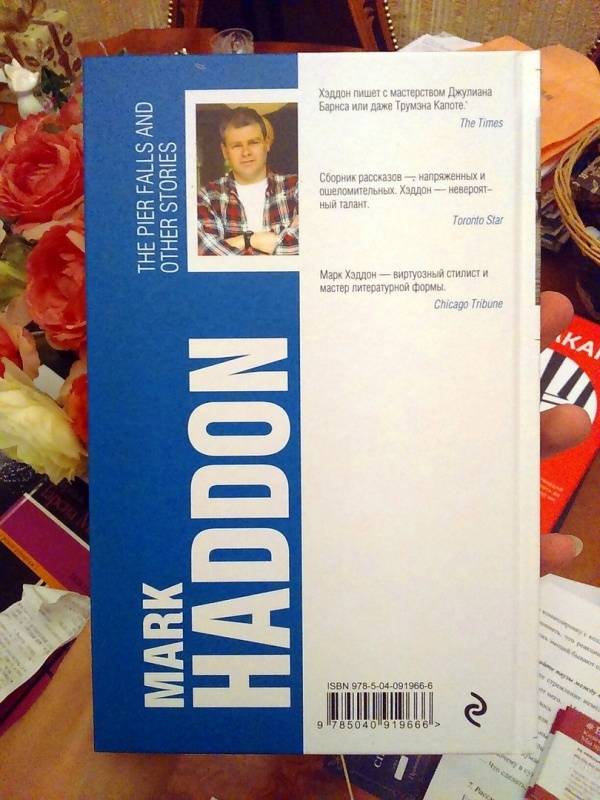 THE PIER FALLS AND
OTHER STORIES
MARK
HADDON
Хэддон пишет с мастерством Джулиана
Барнса или даже Трумэна Капоте.'
The Times
Сборник рассказов — напряженных и
ошеломительных. Хэддон — невероят-
ный талант.
Toronto Star
Марк Хэддон — виртуозный стилист и
мастер литературной формы.
Chicago Tribune
ISBN 978-5-04-091966-6
9 785040 919666 >